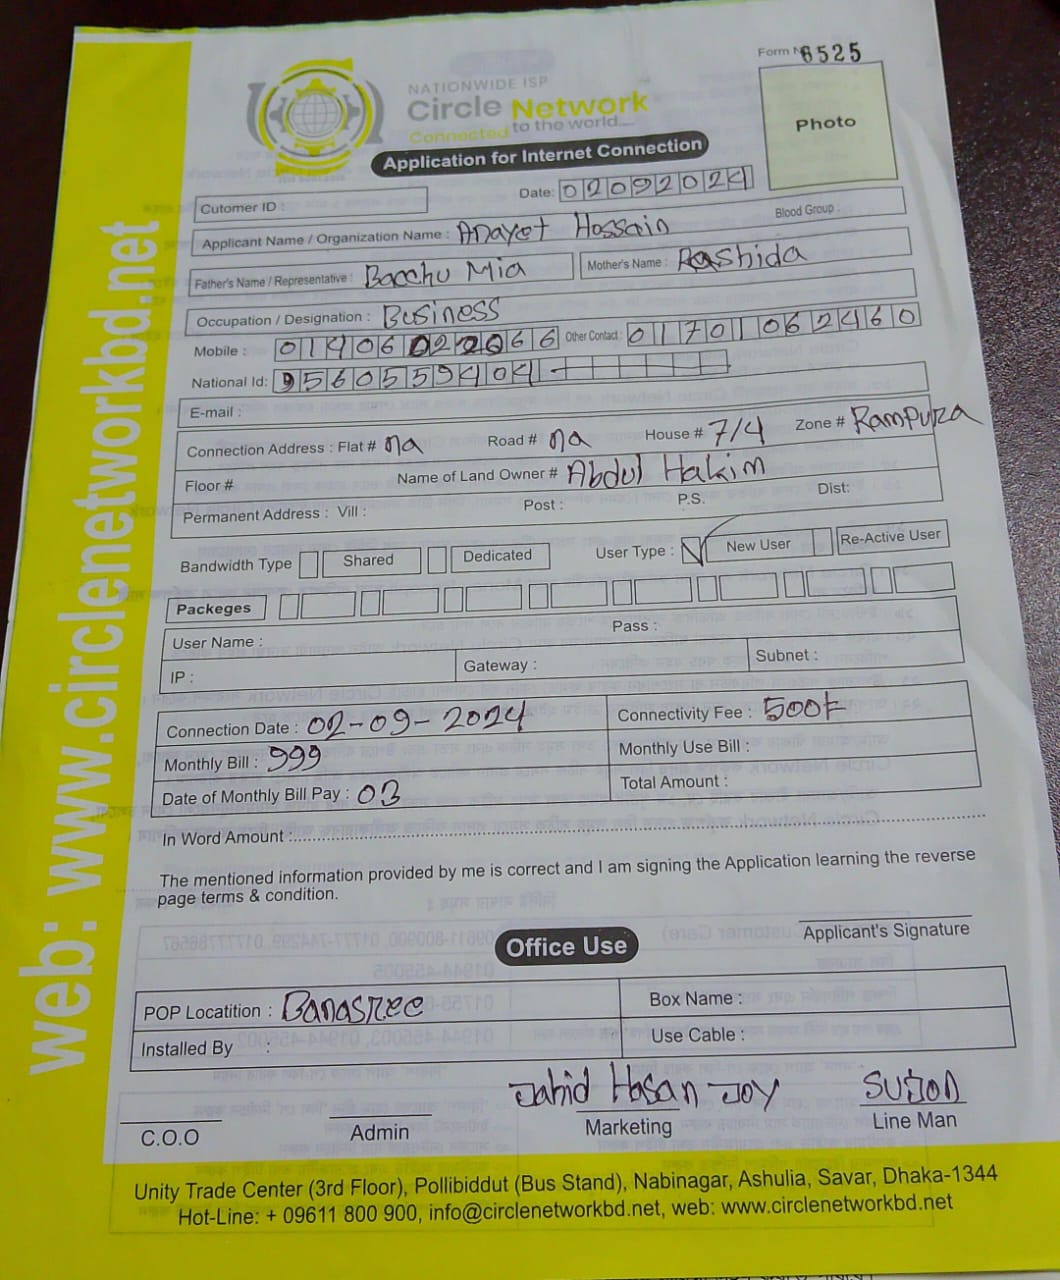 Form N 6525
NATIONWIDE ISP
Circle Network
Connected to the world....
Photo
Application for Internet Connection
Cutomer ID :
Date: 02092024
Applicant Name / Organization Name : Anayet Hossain
Blood Group :
Father's Name / Representative : Bacchu Mia Mother's Name : Rashida
Occupation / Designation : Business
Mobile : 01406022066 Other Contact : 01701062460
National Id: 9560559404
E-mail :
Connection Address : Flat # na Road # na House # 7/4 Zone # Rampura
Floor # Name of Land Owner # Abdul Hakim
Permanent Address : Vill : Post : P.S. Dist:
Bandwidth Type Shared Dedicated User Type : New User Re-Active User
Packeges
User Name : Pass :
IP : Gateway : Subnet :
Connection Date : 02-09-2024 Connectivity Fee : 500t
Monthly Bill : 999 Monthly Use Bill :
Date of Monthly Bill Pay : 03 Total Amount :
In Word Amount :
The mentioned information provided by me is correct and I am signing the Application learning the reverse
page terms & condition.
Applicant's Signature
Office Use
POP Locatition : Banasree Box Name :
Installed By : Use Cable :
Jahid Hasan Joy Sujon
C.O.O Admin Marketing Line Man
Unity Trade Center (3rd Floor), Pollibiddut (Bus Stand), Nabinagar, Ashulia, Savar, Dhaka-1344
Hot-Line: + 09611 800 900, info@circlenetworkbd.net, web: www.circlenetworkbd.net
web: www.circlenetworkbd.net